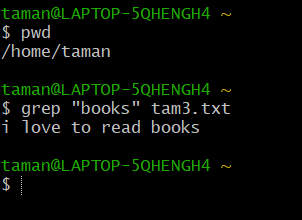 taman@LAPTOP-5QHENGH4 ~
$ pwd
/home/taman
taman@LAPTOP-5QHENGH4 ~
$ grep "books" tam3.txt
i love to read books
taman@LAPTOP-5QHENGH4 ~
$